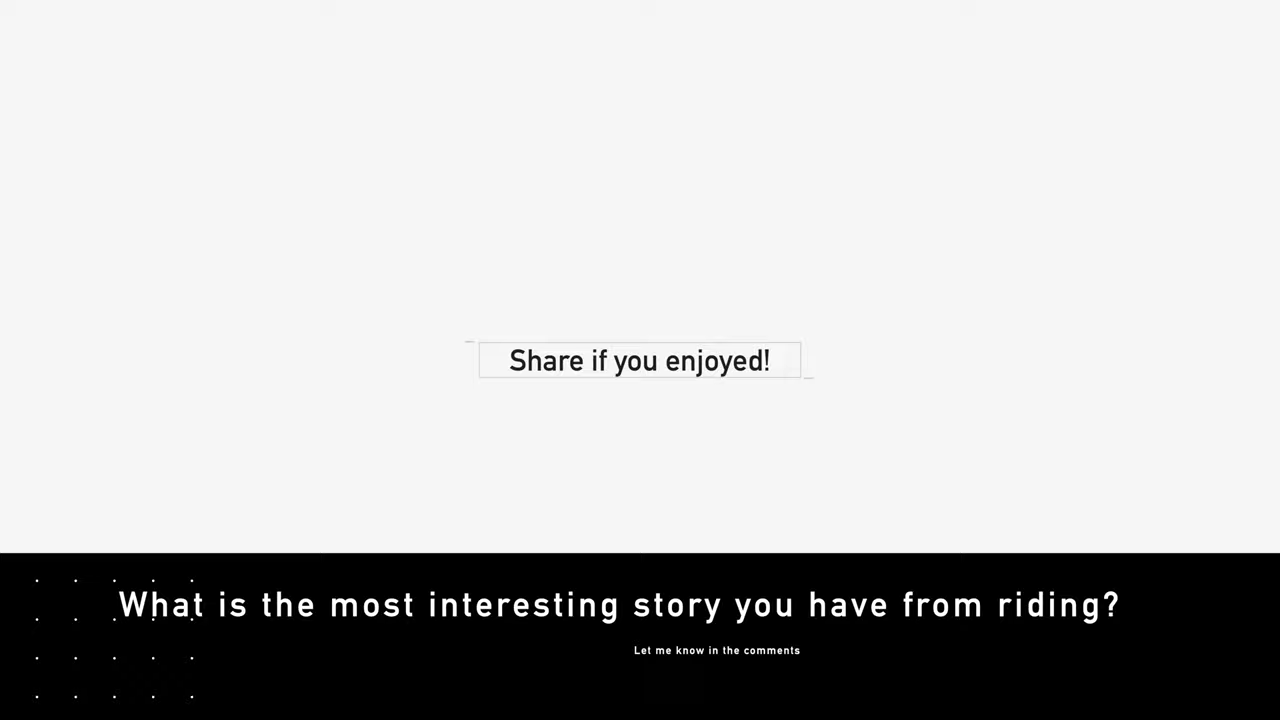 Share if you enjoyed!
What is the most interesting story you have from riding?
Let me know in the comments